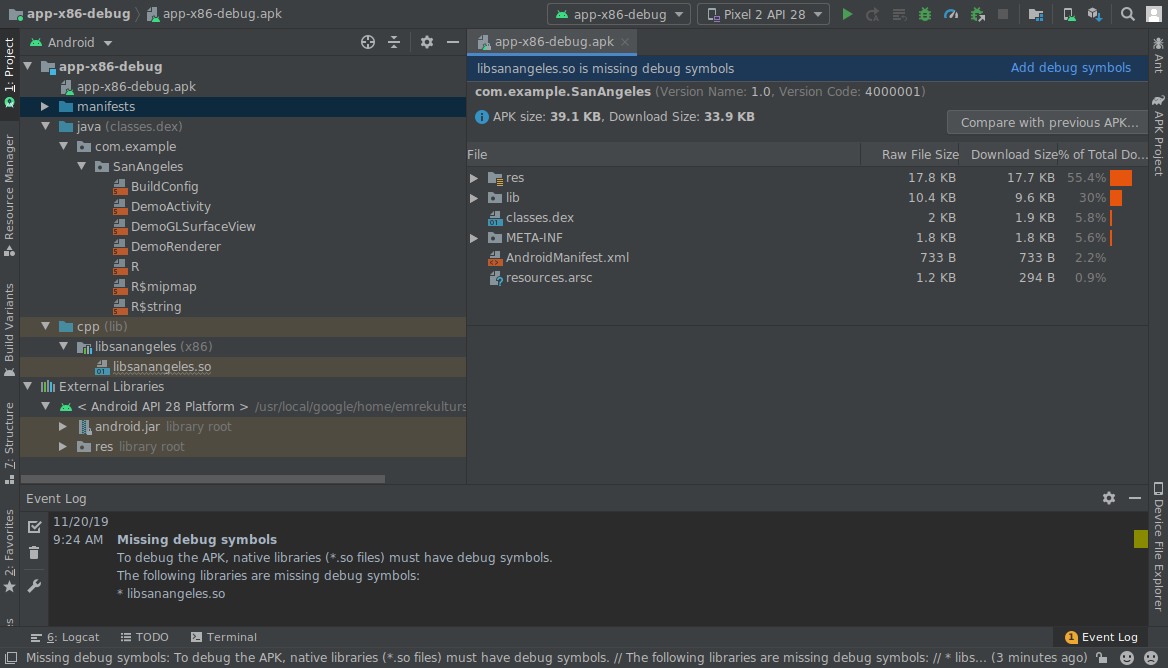 app-x86-debug app-x86-debug.apk
app-x86-debug Pixel 2 API 28
1: Project
Resource Manager
Build Variants
7: Structure
2: Favorites
Android
app-x86-debug
app-x86-debug.apk
manifests
java (classes.dex)
com.example
SanAngeles
BuildConfig
DemoActivity
DemoGLSurfaceView
DemoRenderer
R
R$mipmap
R$string
cpp (lib)
libsanangeles (x86)
libsanangeles.so
External Libraries
< Android API 28 Platform > /usr/local/google/home/emrekulturs
android.jar library root
res library root
app-x86-debug.apk
libsanangeles.so is missing debug symbols Add debug symbols
com.example.SanAngeles (Version Name: 1.0, Version Code: 4000001)
APK size: 39.1 KB, Download Size: 33.9 KB
Compare with previous APK...
File Raw File Size Download Size % of Total Do...
res 17.8 KB 17.7 KB 55.4%
lib 10.4 KB 9.6 KB 30%
classes.dex 2 KB 1.9 KB 5.8%
META-INF 1.8 KB 1.8 KB 5.6%
AndroidManifest.xml 733 B 733 B 2.2%
resources.arsc 1.2 KB 294 B 0.9%
Ant
APK Project
Device File Explorer
Event Log
11/20/19
9:24 AM Missing debug symbols
To debug the APK, native libraries (*.so files) must have debug symbols.
The following libraries are missing debug symbols:
* libsanangeles.so
6: Logcat TODO Terminal 1 Event Log
Missing debug symbols: To debug the APK, native libraries (*.so files) must have debug symbols. // The following libraries are missing debug symbols: // * libs... (3 minutes ago)